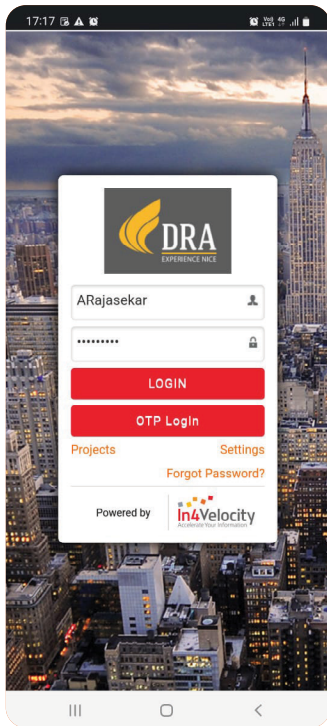 17:17
DRA
EXPERIENCE NICE
ARajasekar
•••••••••
LOGIN
OTP Login
Projects Settings
Forgot Password?
Powered by In4Velocity
Accelerate Your Information